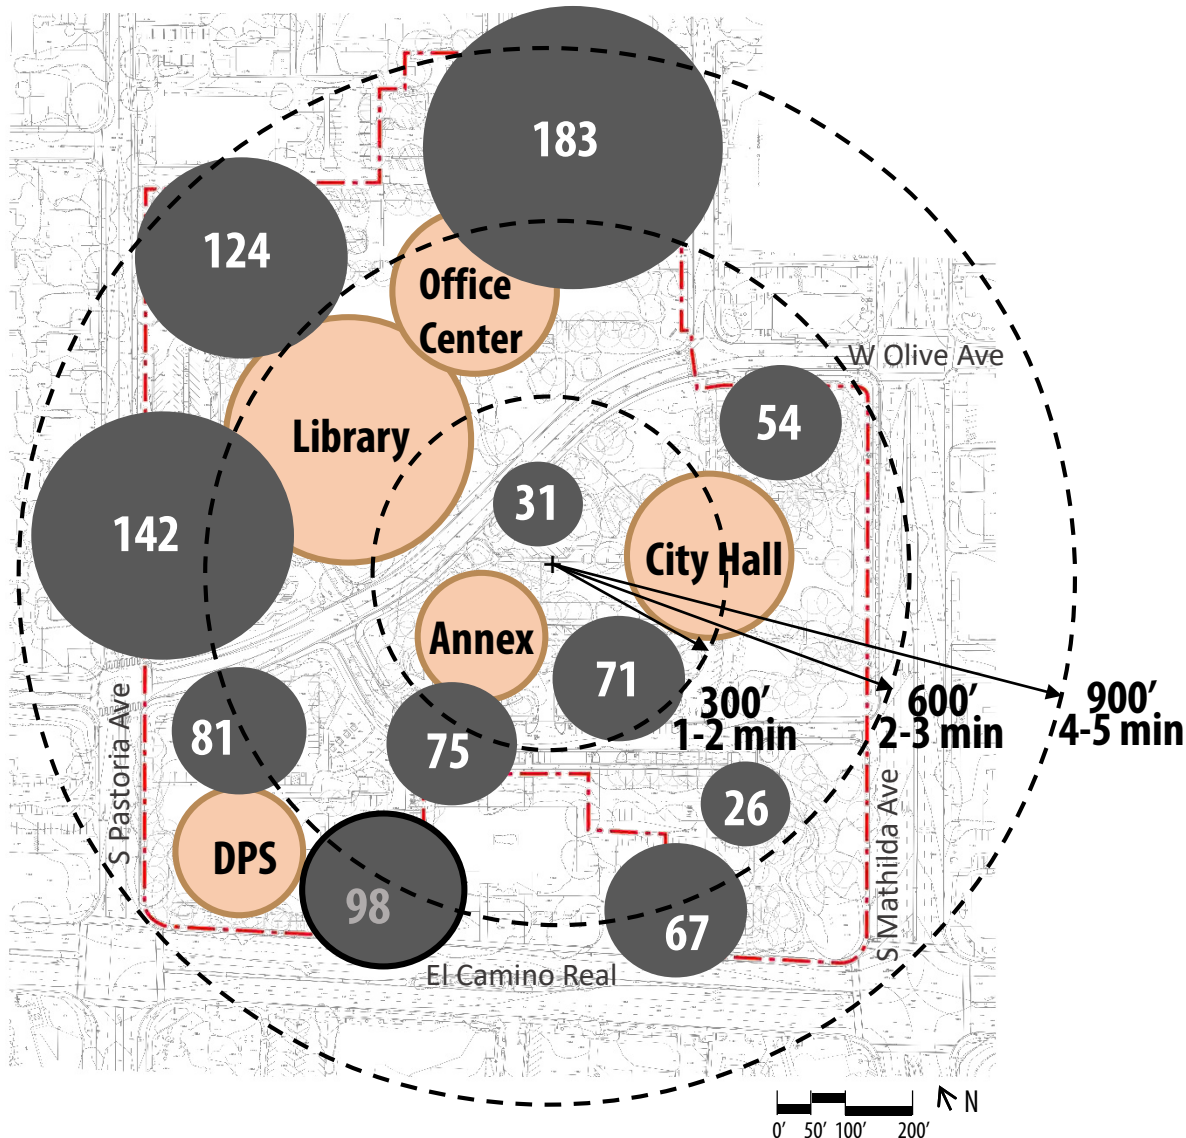 183
124
Office
Center
W Olive Ave
54
Library
31
142
City Hall
Annex
71
300’
1-2 min
600’
2-3 min
900’
4-5 min
S Pastoria Ave
81
75
26
S Mathilda Ave
DPS
98
67
El Camino Real
N
0’ 50’ 100’ 200’